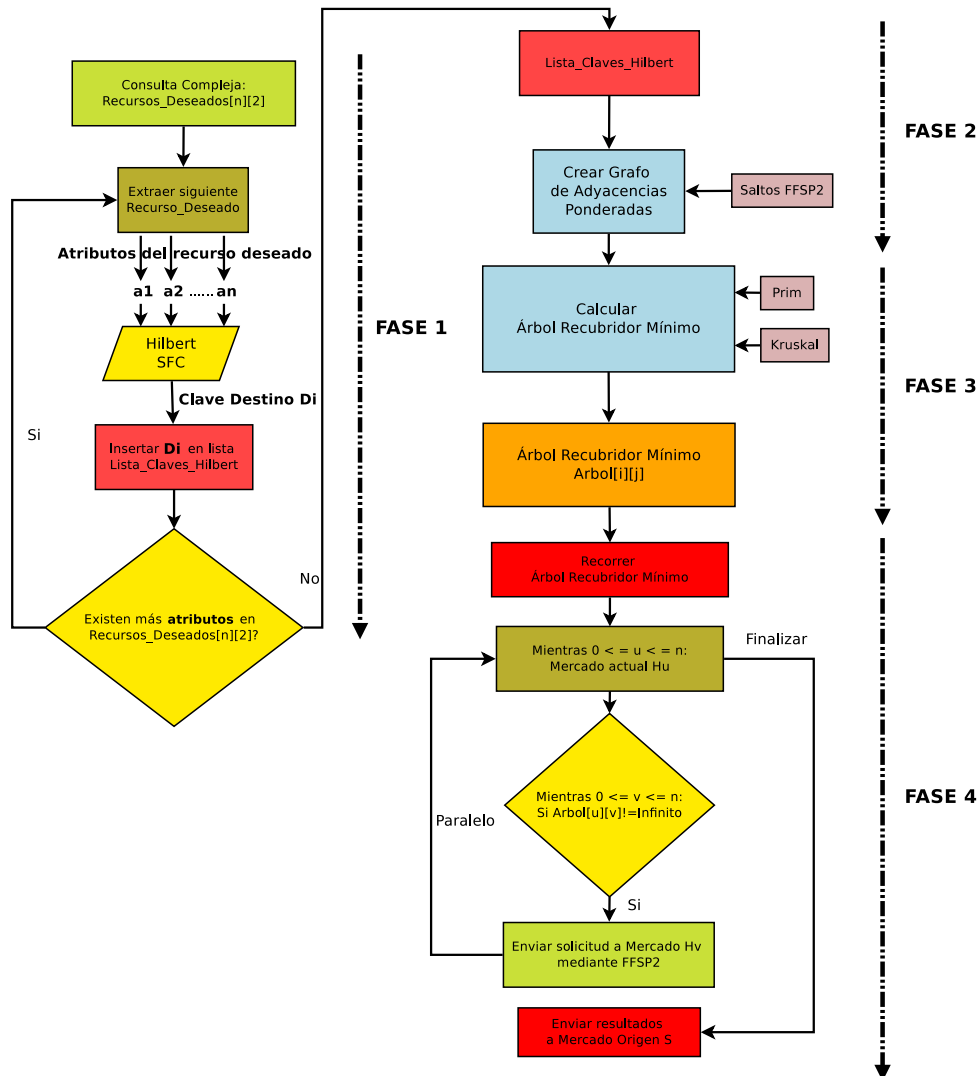 Consulta Compleja:
Recursos_Deseados[n][2]
Extraer siguiente
Recurso_Deseado
Atributos del recurso deseado
a1 a2 ...... an
Hilbert
SFC
Clave Destino Di
Insertar Di en lista
Lista_Claves_Hilbert
Si
Existen más atributos en
Recursos_Deseados[n][2]?
No
FASE 1
Lista_Claves_Hilbert
Crear Grafo
de Adyacencias
Ponderadas
Saltos FFSP2
FASE 2
Calcular
Árbol Recubridor Mínimo
Prim
Kruskal
Árbol Recubridor Mínimo
Arbol[i][j]
FASE 3
Recorrer
Árbol Recubridor Mínimo
Mientras 0 < = u < = n:
Mercado actual Hu
Finalizar
Mientras 0 <= v <= n:
Si Arbol[u][v]!=Infinito
Paralelo
Si
Enviar solicitud a Mercado Hv
mediante FFSP2
Enviar resultados
a Mercado Origen S
FASE 4